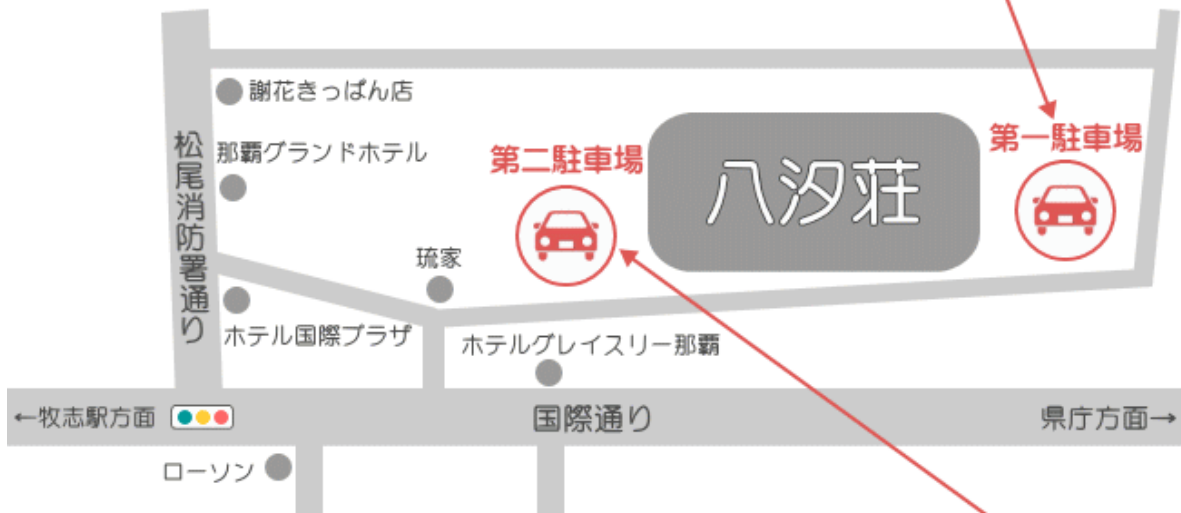 謝花きっぱん店
那覇グランドホテル
松尾消防署通り
第二駐車場
八汐荘
第一駐車場
琉家
ホテル国際プラザ
ホテルグレイスリー那覇
←牧志駅方面
国際通り
県庁方面→
ローソン